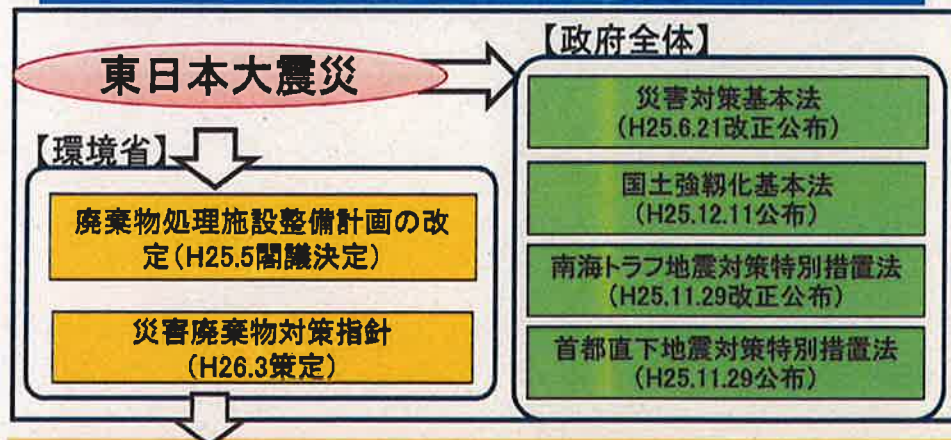 東日本大震災
【政府全体】
災害対策基本法
(H25.6.21改正公布)
国土強靱化基本法
(H25.12.11公布)
南海トラフ地震対策特別措置法
(H25.11.29改正公布)
首都直下地震対策特別措置法
(H25.11.29公布)
【環境省】
廃棄物処理施設整備計画の改
定(H25.5閣議決定)
災害廃棄物対策指針
(H26.3策定)